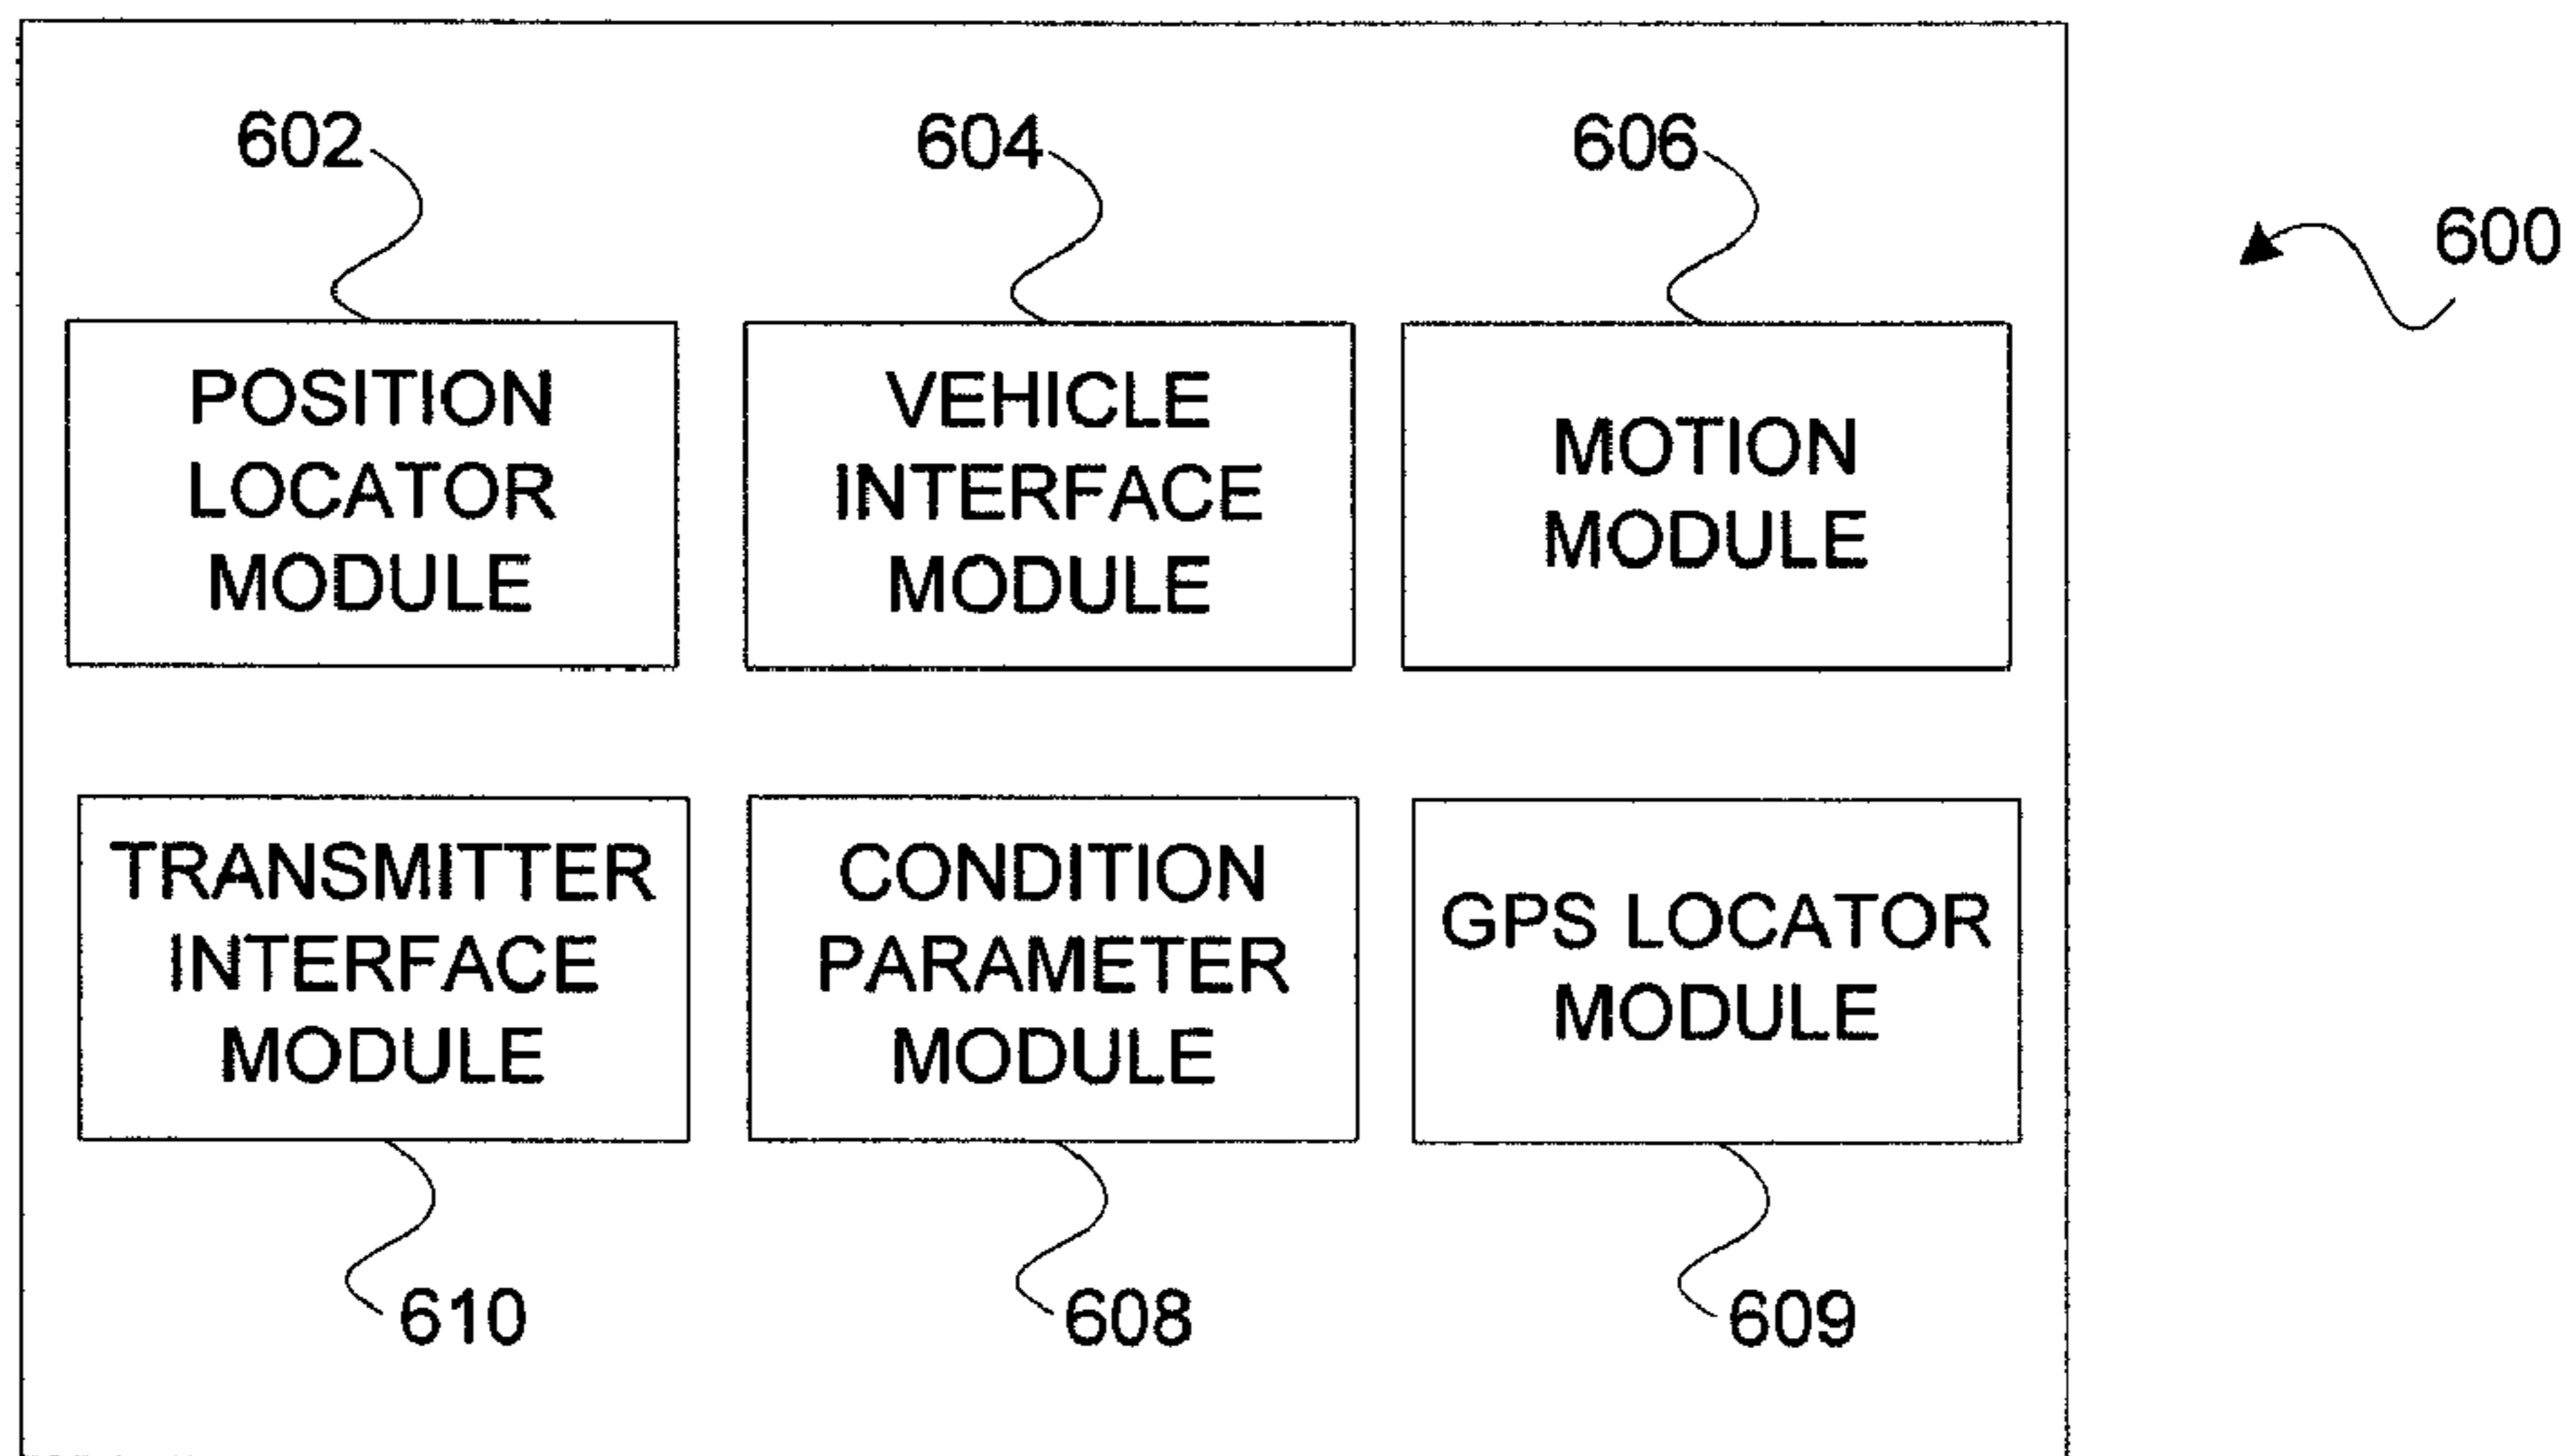 602
604
606
600
POSITION
LOCATOR
MODULE
VEHICLE
INTERFACE
MODULE
MOTION
MODULE
TRANSMITTER
INTERFACE
MODULE
CONDITION
PARAMETER
MODULE
GPS LOCATOR
MODULE
610
608
609